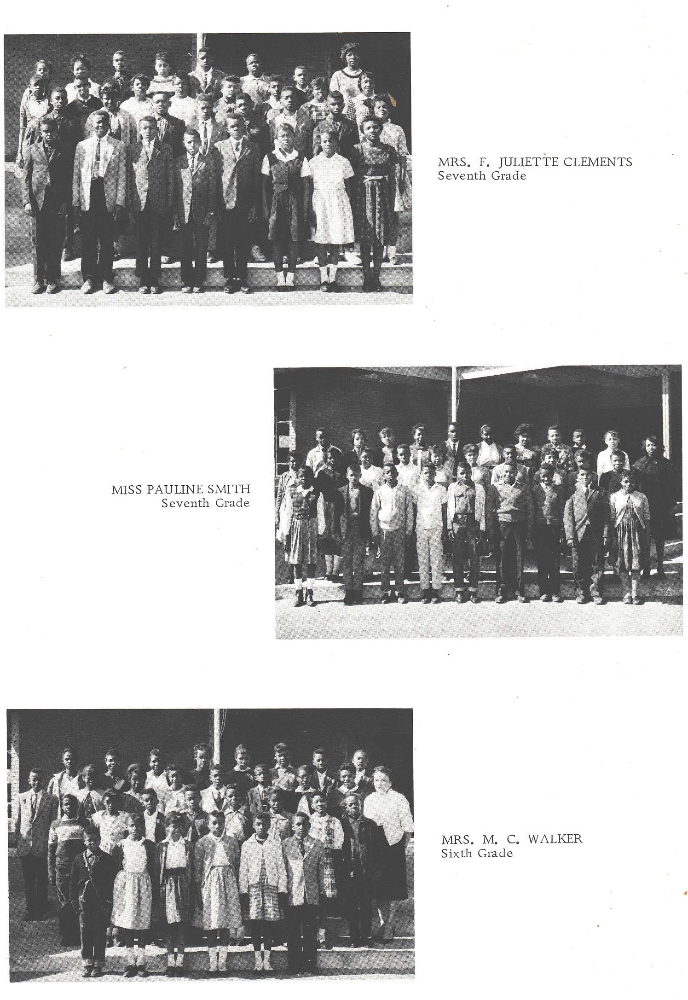 MRS. F. JULIETTE CLEMENTS
Seventh Grade
MISS PAULINE SMITH
Seventh Grade
MRS. M. C. WALKER
Sixth Grade